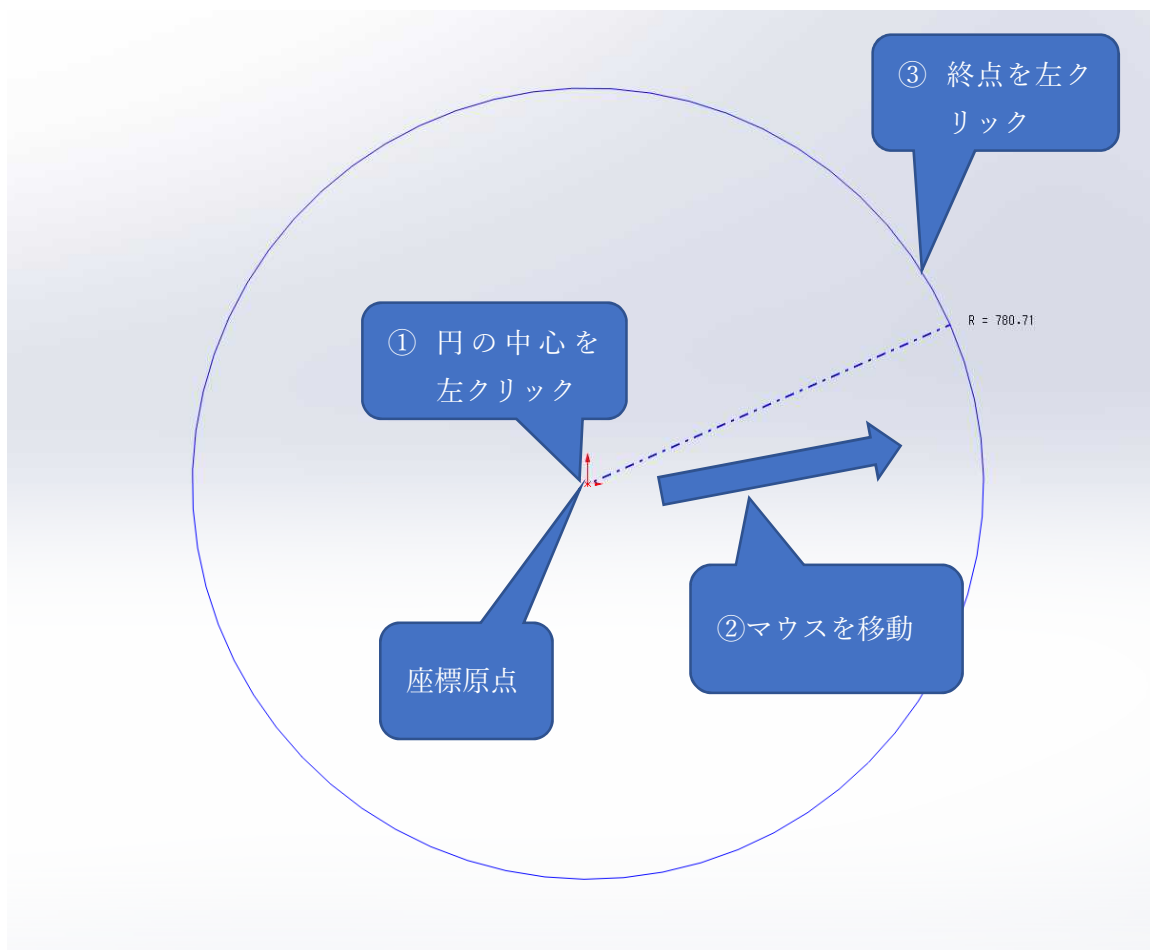 ③ 終点を左ク
リック
R = 780.71
① 円の中心を
左クリック
②マウスを移動
座標原点